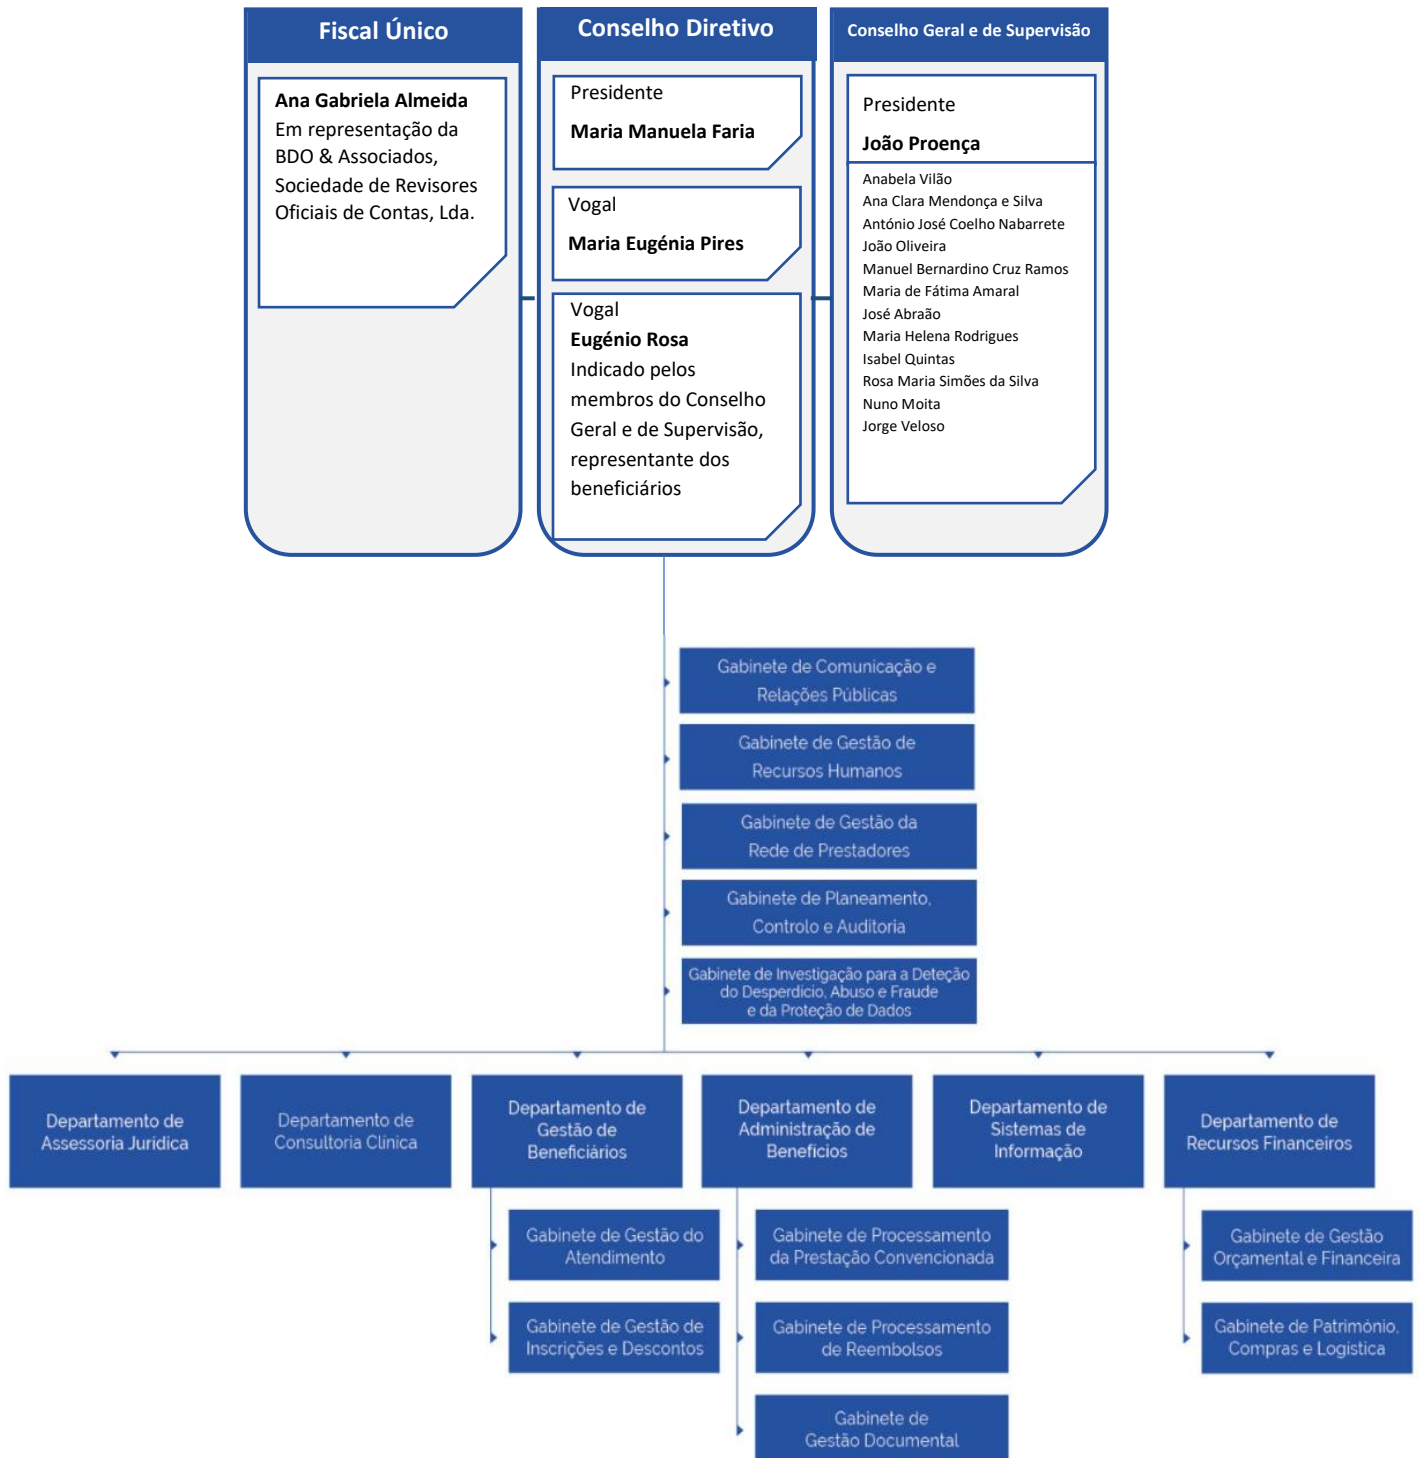 Fiscal Único
Ana Gabriela Almeida
Em representação da
BDO & Associados,
Sociedade de Revisores
Oficiais de Contas, Lda.
Conselho Diretivo
Presidente
Maria Manuela Faria
Vogal
Maria Eugénia Pires
Vogal
Eugénio Rosa
Indicado pelos
membros do Conselho
Geral e de Supervisão,
representante dos
beneficiários
Conselho Geral e de Supervisão
Presidente
João Proença
Anabela Vilão
Ana Clara Mendonça e Silva
António José Coelho Nabarrete
João Oliveira
Manuel Bernardino Cruz Ramos
Maria de Fátima Amaral
José Abraão
Maria Helena Rodrigues
Isabel Quintas
Rosa Maria Simões da Silva
Nuno Moita
Jorge Veloso
Gabinete de Comunicação e
Relações Públicas
Gabinete de Gestão de
Recursos Humanos
Gabinete de Gestão da
Rede de Prestadores
Gabinete de Planeamento,
Controlo e Auditoria
Gabinete de Investigação para a Deteção
do Desperdício, Abuso e Fraude
e da Proteção de Dados
Departamento de
Assessoria Jurídica
Departamento de
Consultoria Clínica
Departamento de
Gestão de
Beneficiários
Gabinete de Gestão do
Atendimento
Gabinete de Gestão de
Inscrições e Descontos
Departamento de
Administração de
Benefícios
Gabinete de Processamento
da Prestação Convencionada
Gabinete de Processamento
de Reembolsos
Gabinete de
Gestão Documental
Departamento de
Sistemas de
Informação
Departamento de
Recursos Financeiros
Gabinete de Gestão
Orçamental e Financeira
Gabinete de Património,
Compras e Logística